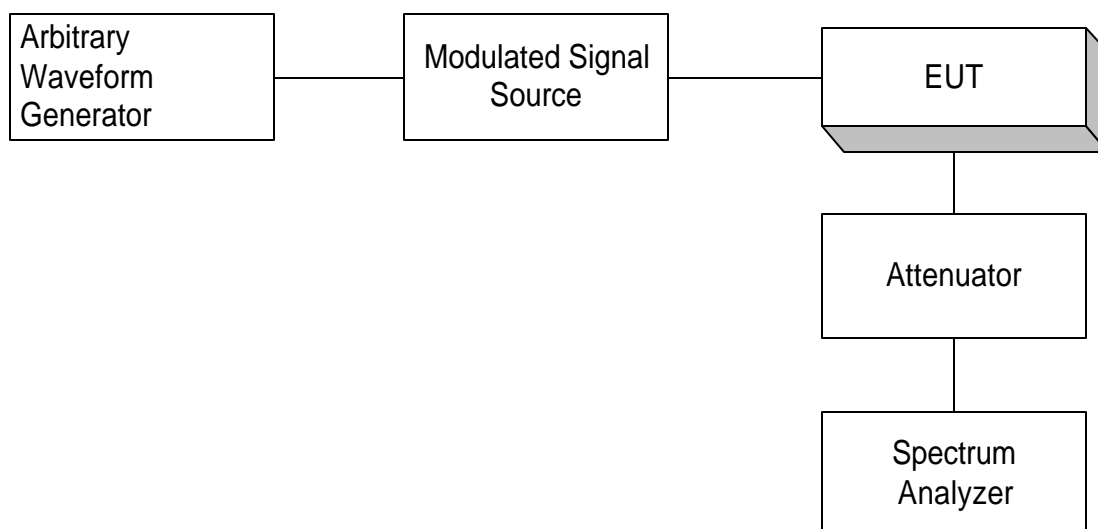 Arbitrary
Waveform
Generator
Modulated Signal
Source
EUT
Attenuator
Spectrum
Analyzer